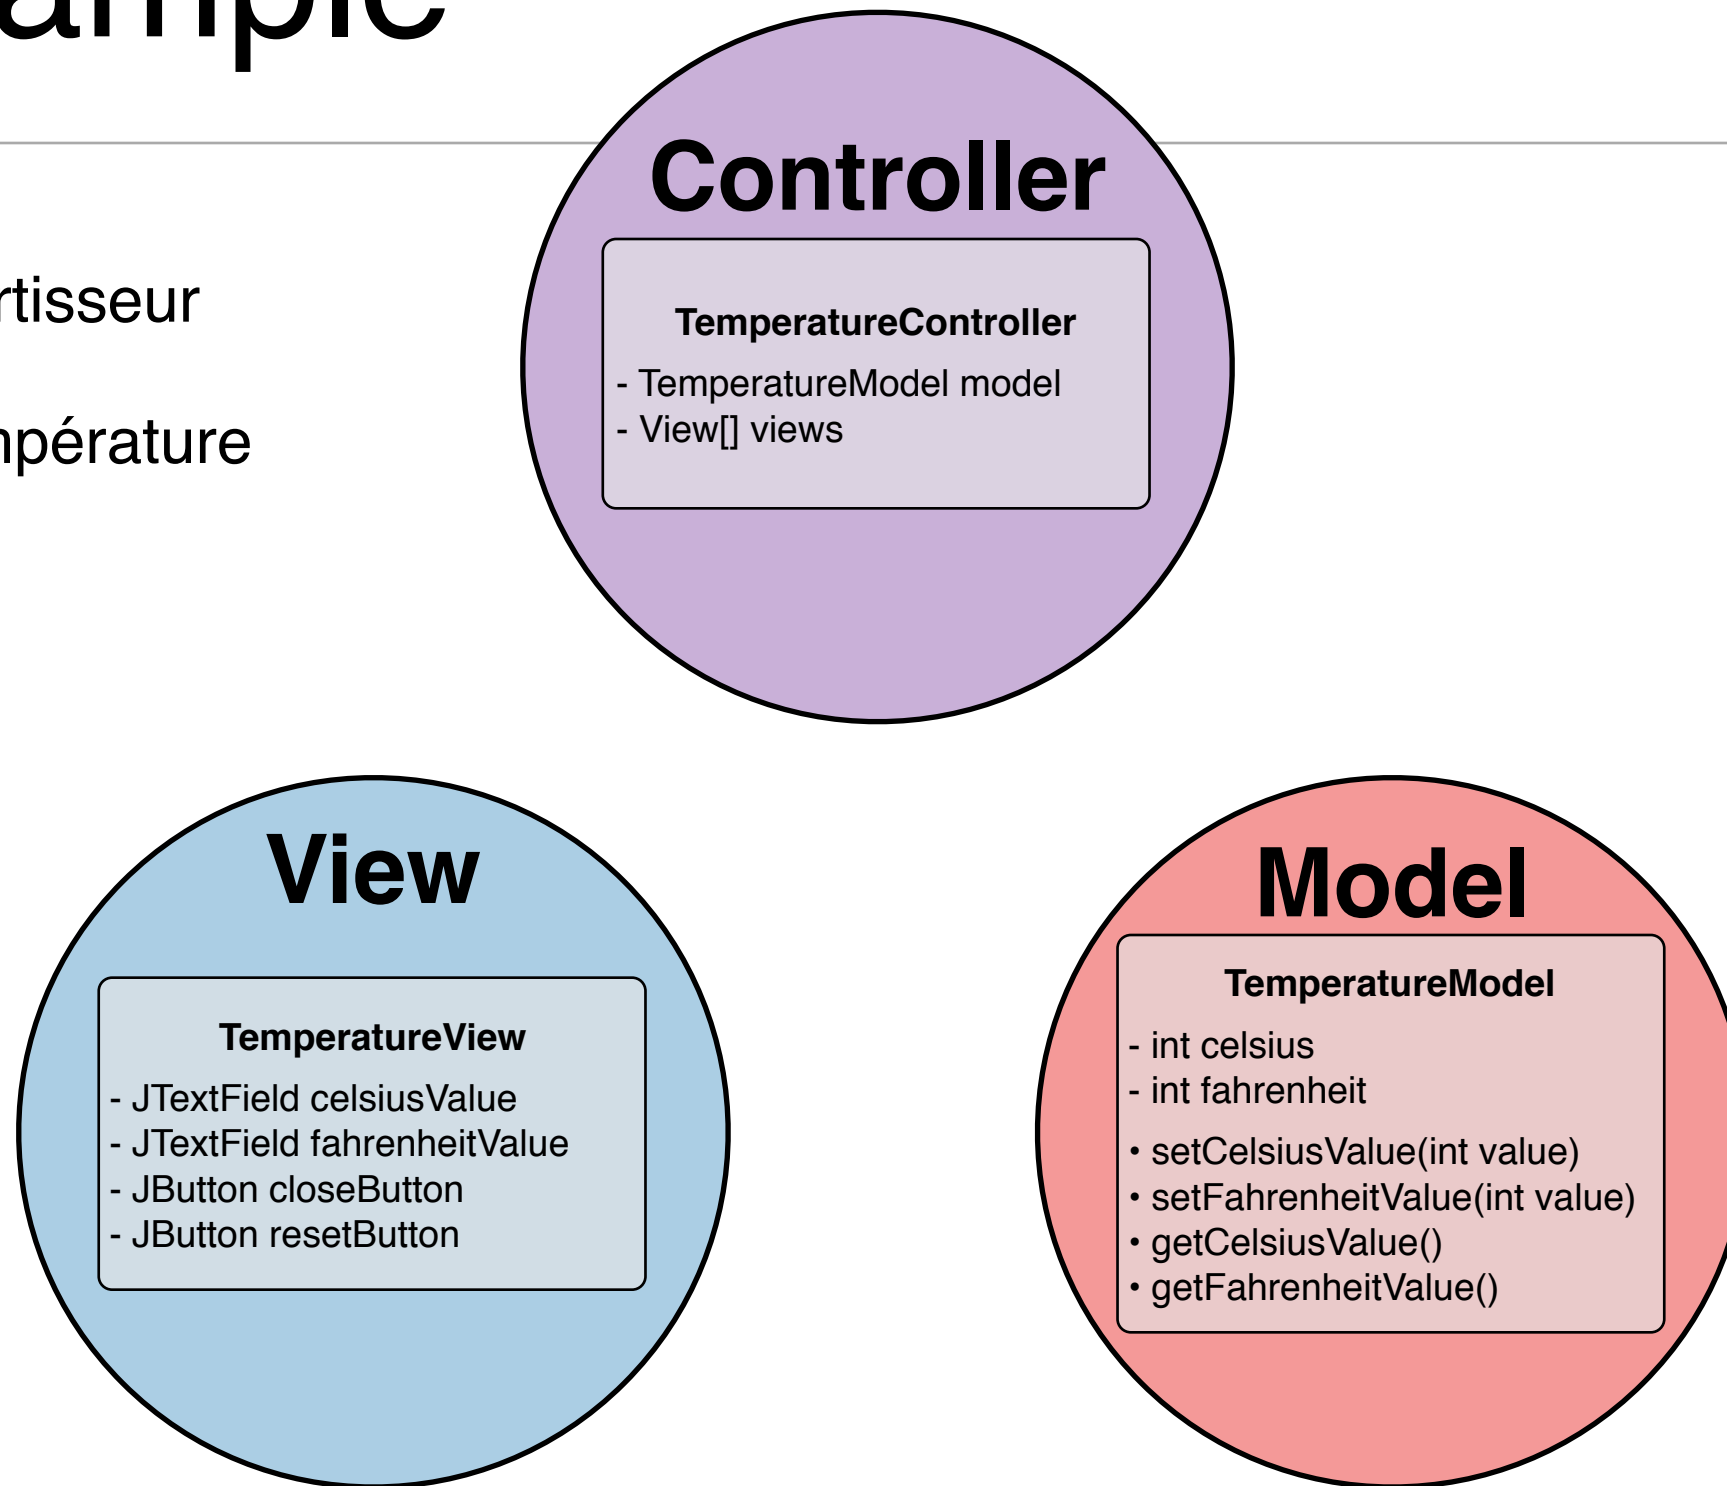 ample
Controller
rtisseur
TemperatureController
- TemperatureModel model
npérature
- View[] views
View
Model
TemperatureView
- JTextField celsiusValue
- JTextField fahrenheitValue
- JButton closeButton
- JButton resetButton
TemperatureModel
- int celsius
- int fahrenheit
• setCelsiusValue(int value)
• setFahrenheitValue(int value)
• getCelsiusValue()
• getFahrenheitValue()